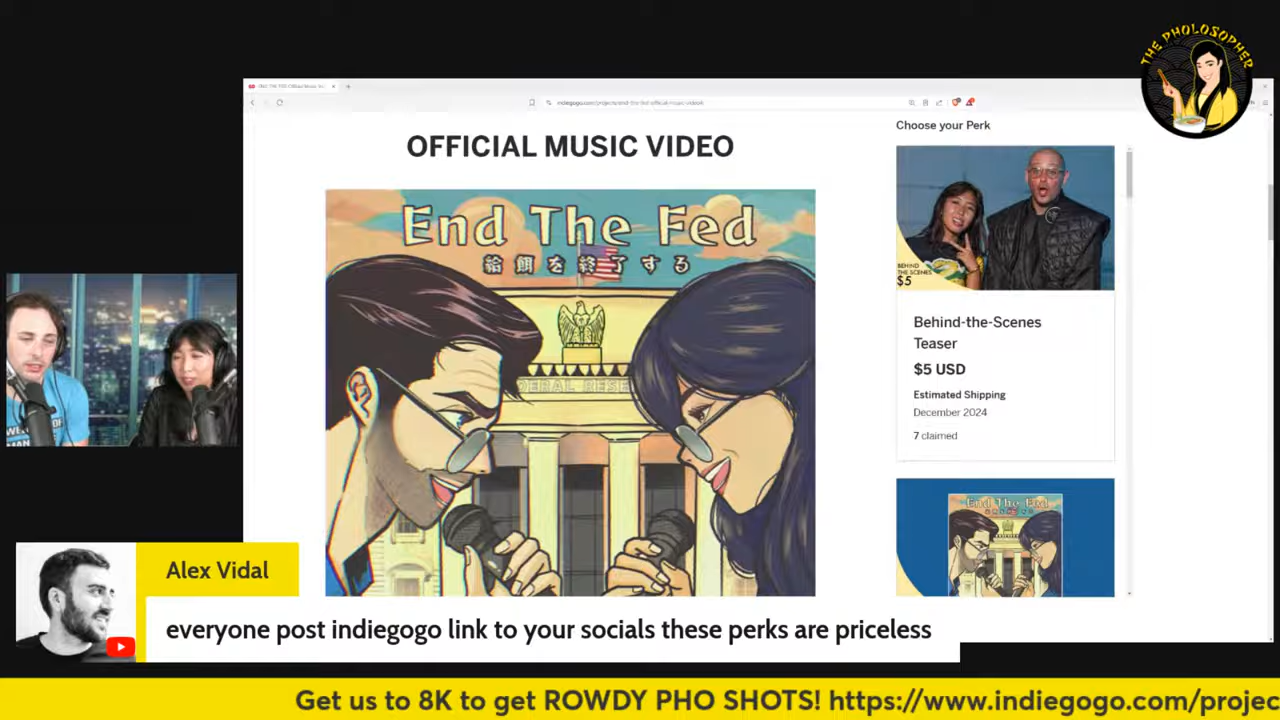 THE PHOLOSOPHER
OFFICIAL MUSIC VIDEO
Choose your Perk
End The Fed
給餌を終了する
BEHIND
THE SCENES
$5
Behind-the-Scenes
Teaser
$5 USD
Estimated Shipping
December 2024
7 claimed
End The Fed
Alex Vidal
everyone post indiegogo link to your socials these perks are priceless
Get us to 8K to get ROWDY PHO SHOTS! https://www.indiegogo.com/projec